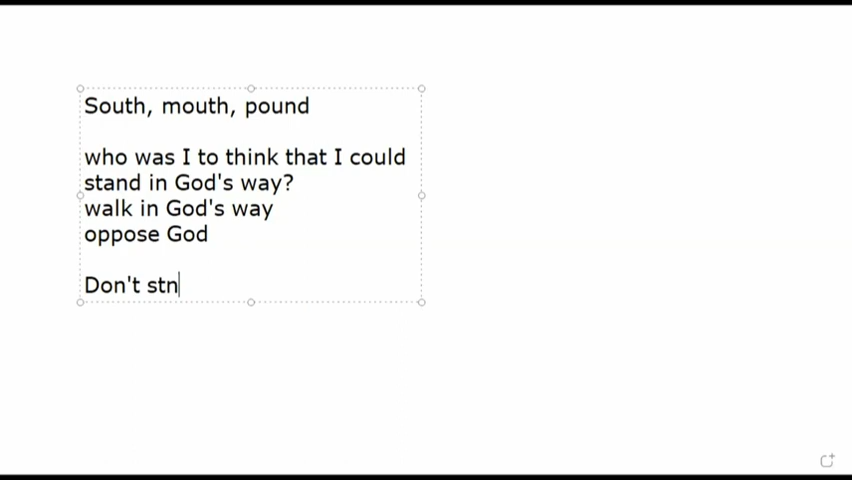 South, mouth, pound
who was I to think that I could
stand in God's way?
walk in God's way
oppose God
Don't stn